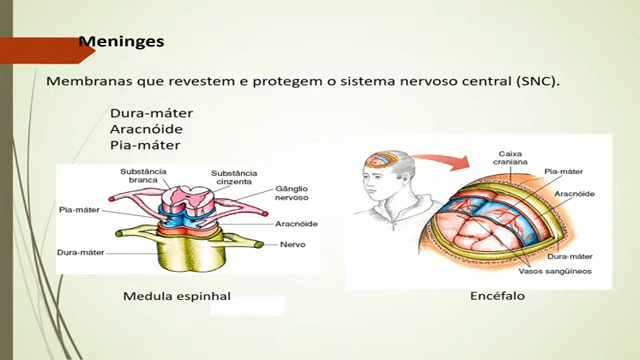 Meninges
Membranas que revestem e protegem o sistema nervoso central (SNC).
Dura-máter
Aracnóide
Pia-máter
Substância
branca
Substância
cinzenta
Gânglio
nervoso
Pia-máter
Aracnóide
Dura-máter
Nervo
Medula espinhal
Caixa
craniana
Pia-máter
Aracnóide
Dura-máter
Vasos sangüíneos
Encéfalo